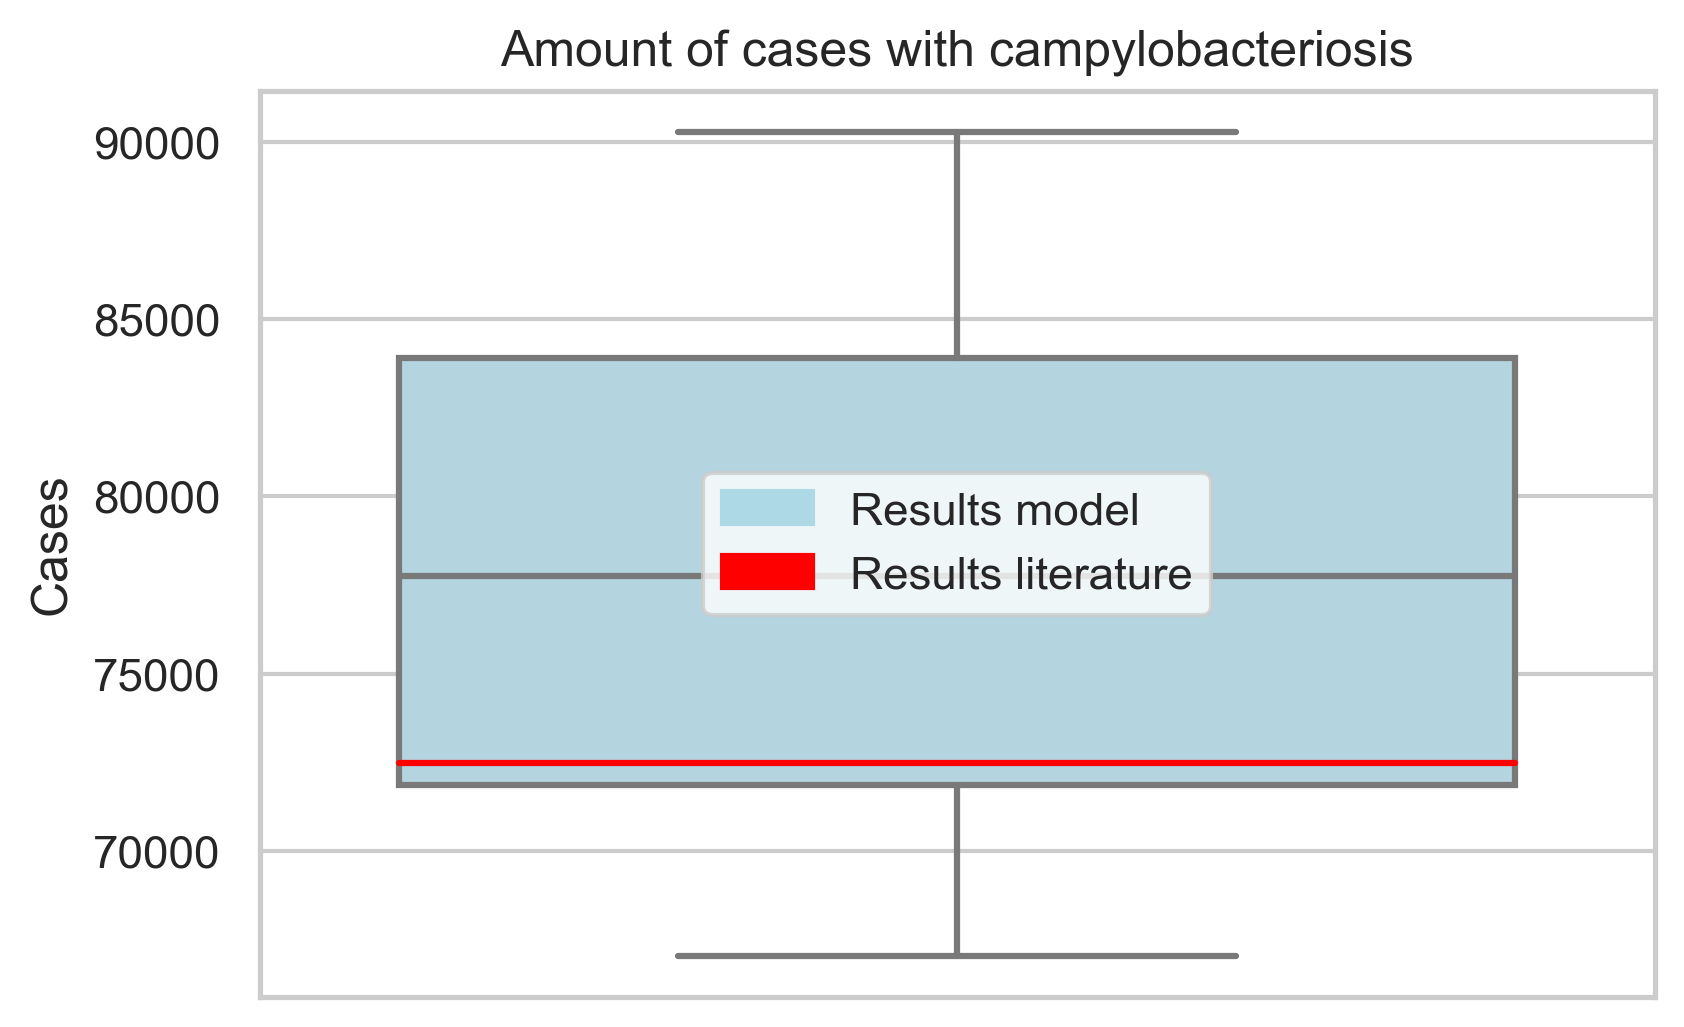 Amount of cases with campylobacteriosis
90000
85000
80000
75000
70000
Cases
Results model
Results literature